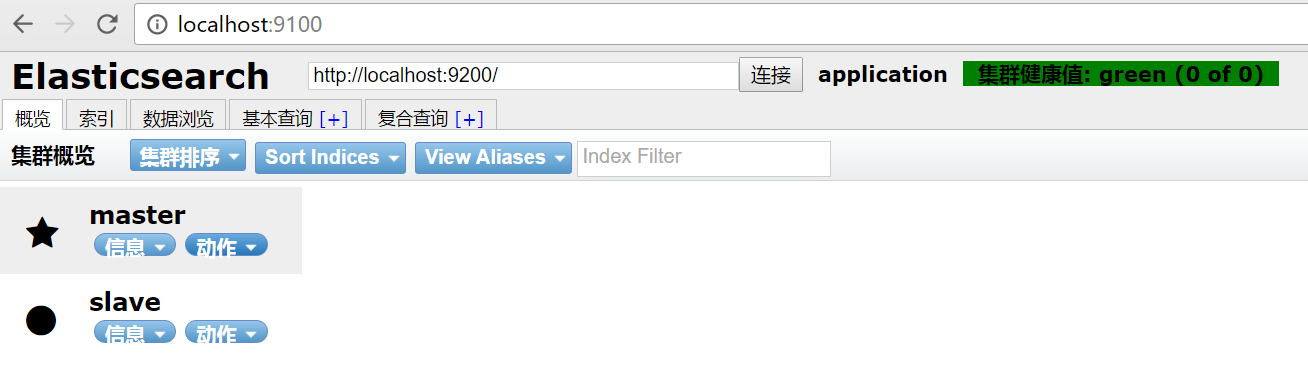 localhost:9100
Elasticsearch http://localhost:9200/ 连接 application 集群健康值: green (0 of 0)
概览 索引 数据浏览 基本查询 [+] 复合查询 [+]
集群概览 集群排序 Sort Indices View Aliases Index Filter
master
信息 动作
slave
信息 动作